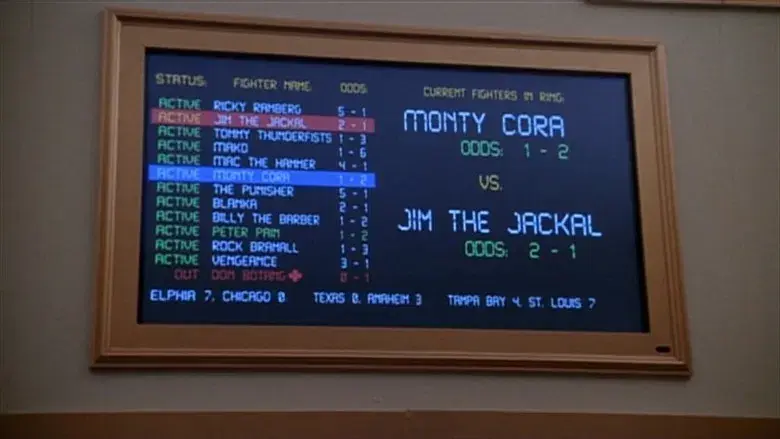 STATUS: FIGHTER NAME: ODDS:
ACTIVE RICKY RAMBERG 5 - 1
ACTIVE JIM THE JACKAL 2 - 1
ACTIVE TOMMY THUNDERFISTS 1 - 3
ACTIVE MAKO 1 - 6
ACTIVE MAC THE HAMMER 4 - 1
ACTIVE MONTY CORA 1 - 2
ACTIVE THE PUNISHER 5 - 1
ACTIVE BLANKA 2 - 1
ACTIVE BILLY THE BARBER 1 - 2
ACTIVE PETER PAIN 1 - 2
ACTIVE ROCK BRAMALL 1 - 3
ACTIVE VENGEANCE 3 - 1
OUT DOM BOTANG 0 - 1
CURRENT FIGHTERS IN RING:
MONTY CORA
ODDS: 1 - 2
VS.
JIM THE JACKAL
ODDS: 2 - 1
ELPHIA 7, CHICAGO 0 TEXAS 8, ANAHEIM 3 TAMPA BAY 4, ST. LOUIS 7